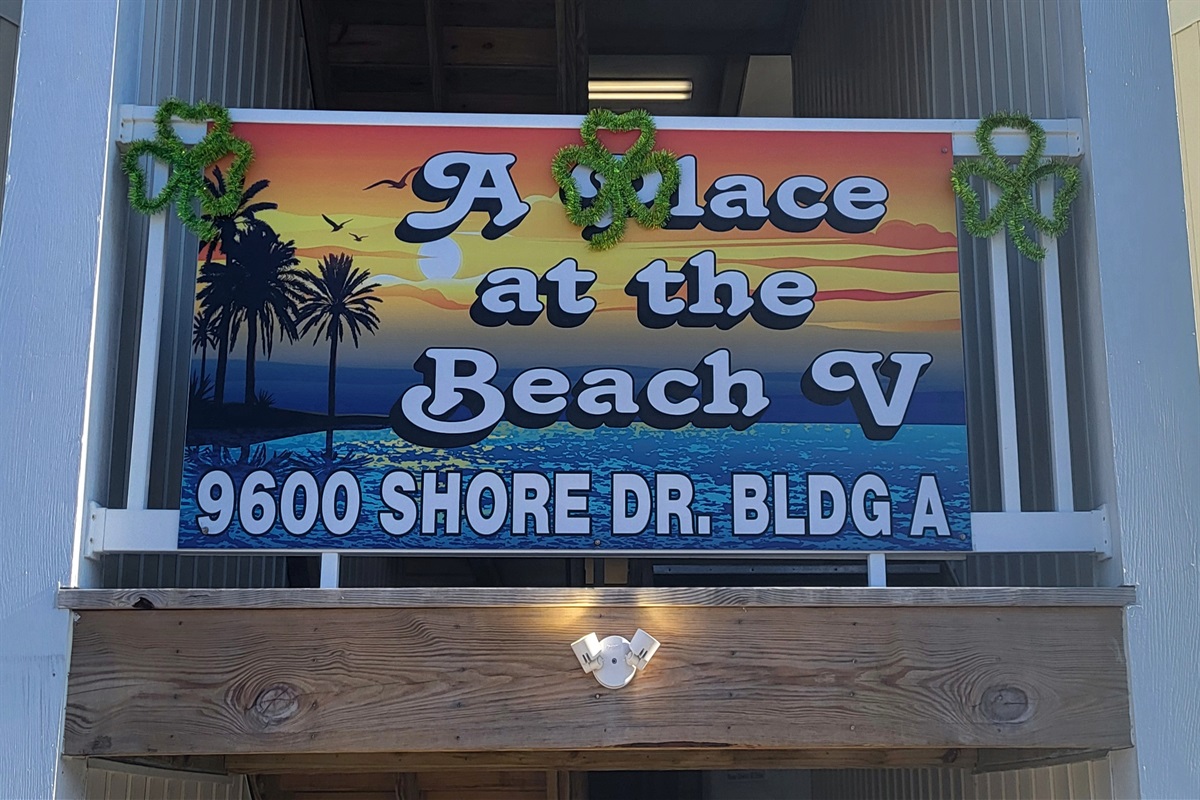 A Place
at the
Beach V
9600 SHORE DR. BLDG A